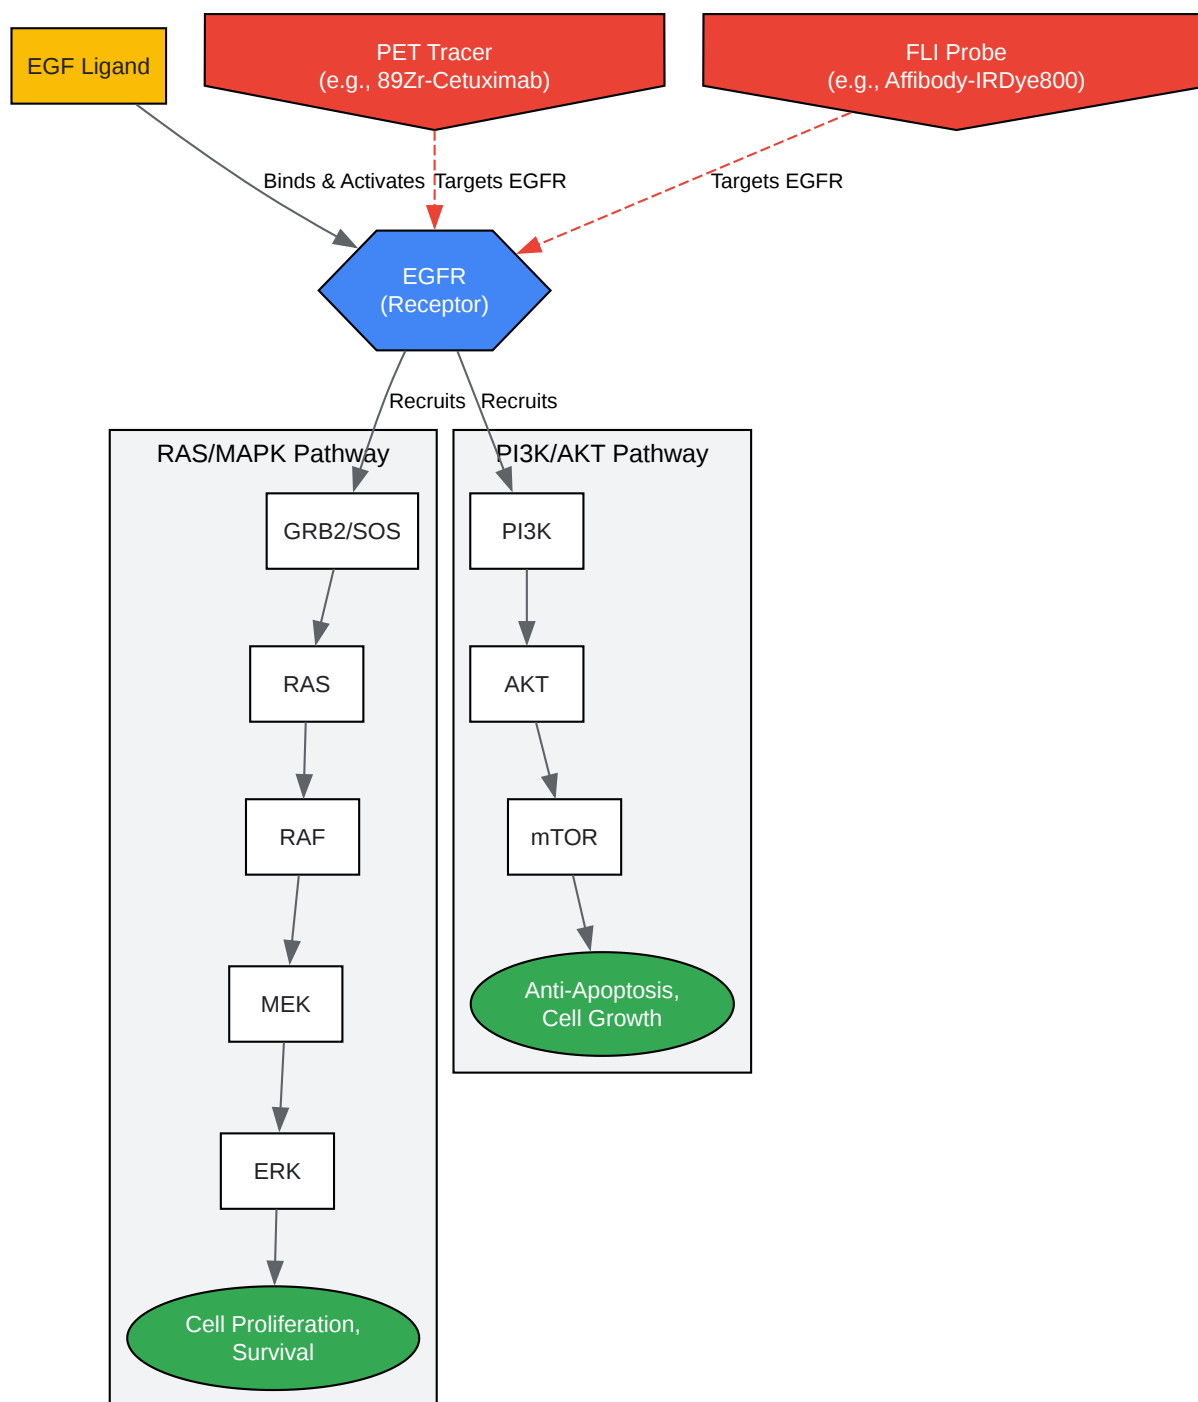 EGF Ligand
PET Tracer
(e.g., 89Zr-Cetuximab)
FLI Probe
(e.g., Affibody-IRDye800)
Binds & Activates
Targets EGFR
Targets EGFR
EGFR
(Receptor)
Recruits
Recruits
RAS/MAPK Pathway
PI3K/AKT Pathway
GRB2/SOS
PI3K
RAS
AKT
RAF
mTOR
MEK
Anti-Apoptosis,
Cell Growth
ERK
Cell Proliferation,
Survival